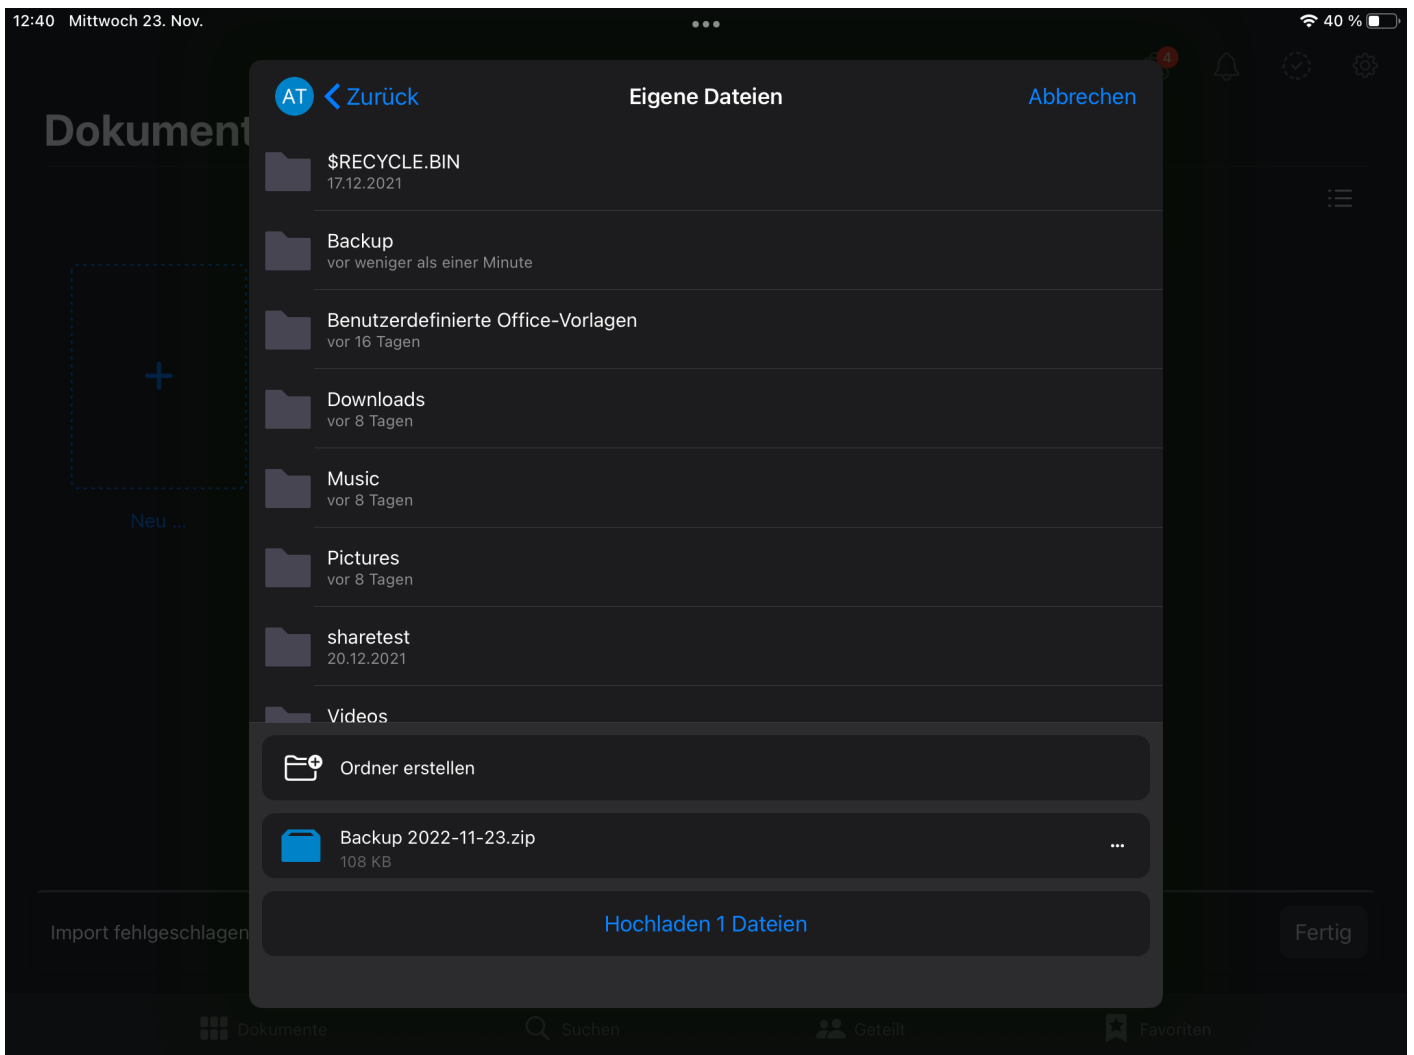 12:40 Mittwoch 23. Nov.
40 %
4
Dokument
AT Zurück
Eigene Dateien
Abbrechen
$RECYCLE.BIN
17.12.2021
Backup
vor weniger als einer Minute
Benutzerdefinierte Office-Vorlagen
vor 16 Tagen
Downloads
vor 8 Tagen
Music
vor 8 Tagen
Pictures
vor 8 Tagen
sharetest
20.12.2021
Videos
Neu ...
Ordner erstellen
Backup 2022-11-23.zip
108 KB
Hochladen 1 Dateien
Import fehlgeschlagen
Fertig
Dokumente
Suchen
Geteilt
Favoriten